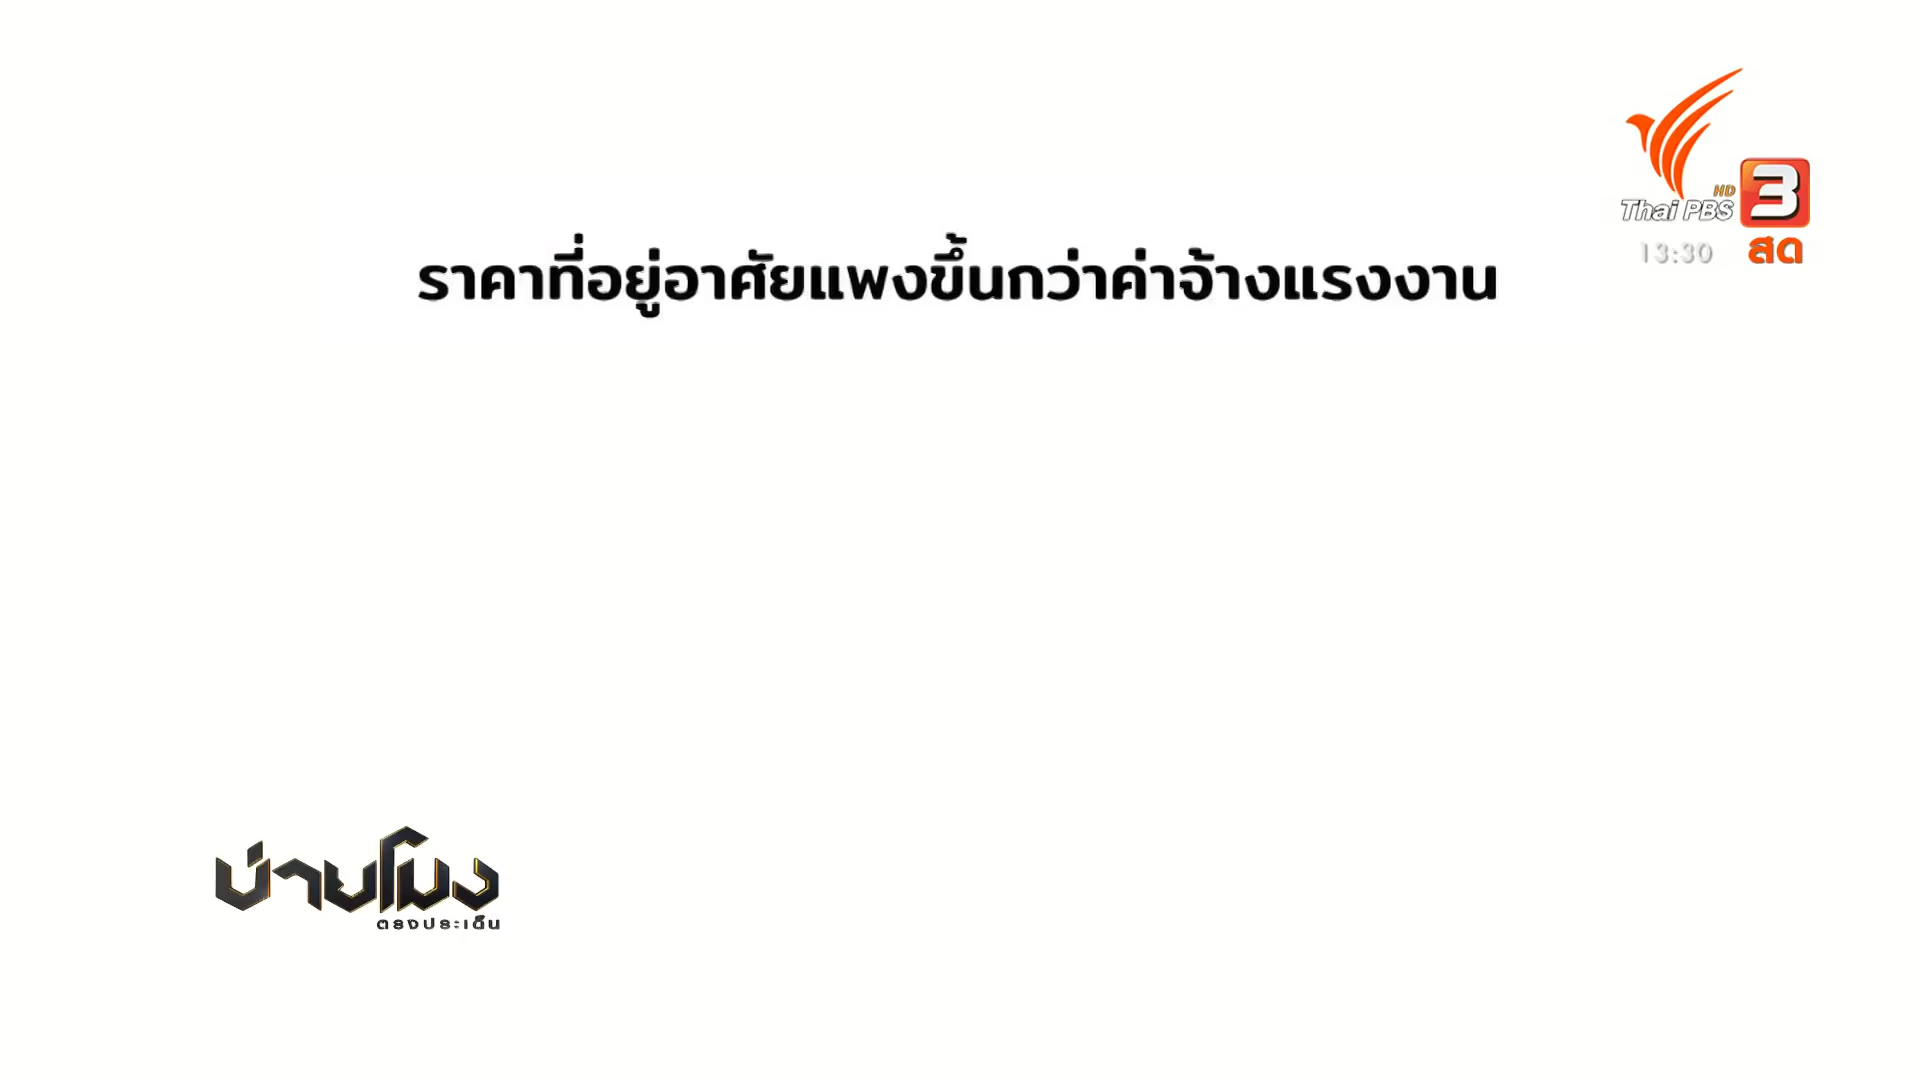 HD
Thai PBS 3
13:30 สด
ราคาที่อยู่อาศัยแพงขึ้นกว่าค่าจ้างแรงงาน
บ่ายโมง
ตรงประเด็น